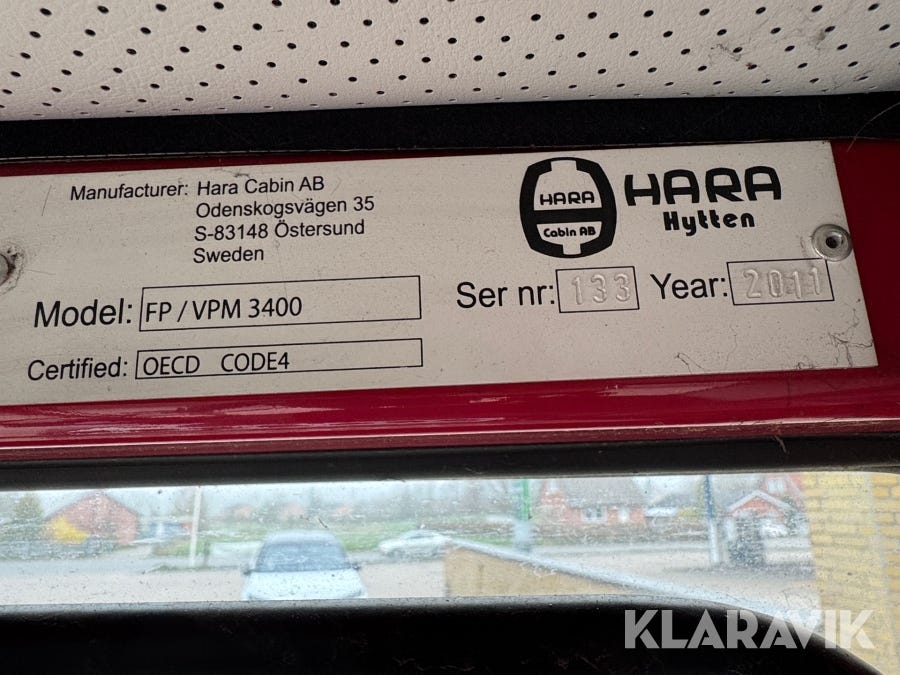 Manufacturer: Hara Cabin AB
Odenskogsvägen 35
S-83148 Östersund
Sweden
HARA
Cabin AB
HARA
Hytten
Model: FP / VPM 3400
Ser nr: 133 Year: 2011
Certified: OECD CODE4
KLARAVIK